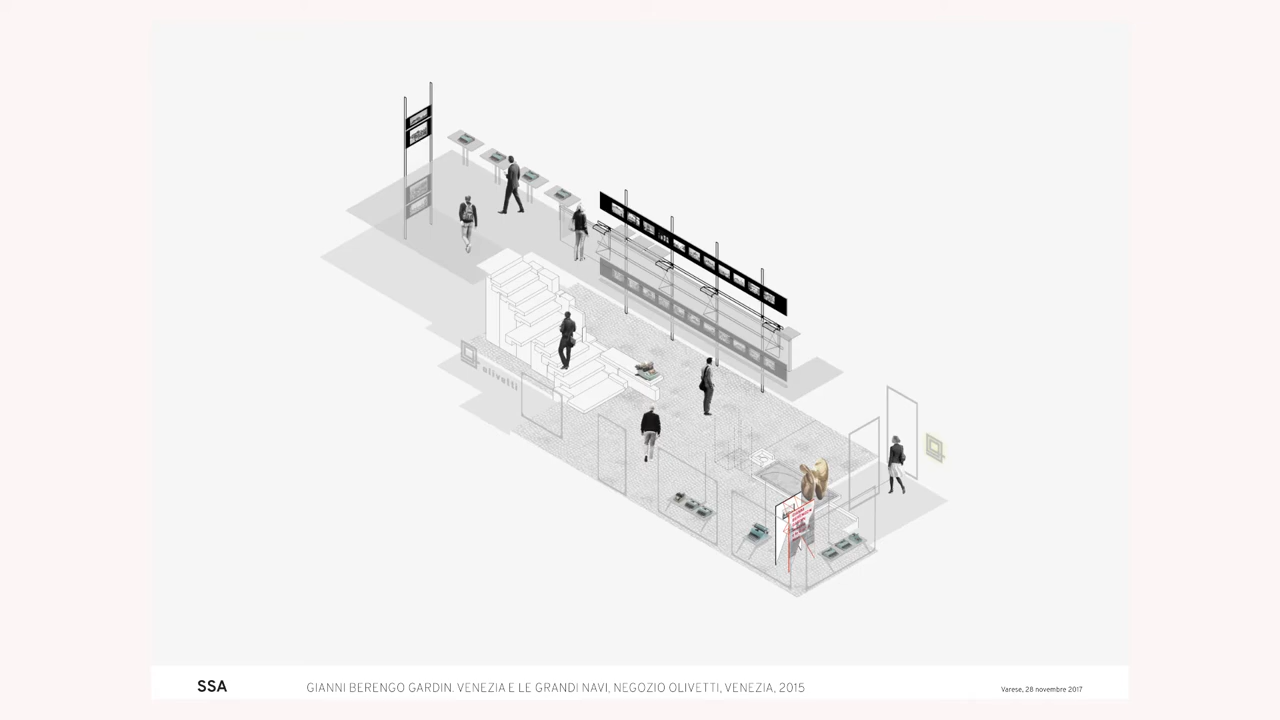 olivetti
SSA
GIANNI BERENGO GARDIN. VENEZIA E LE GRANDI NAVI, NEGOZIO OLIVETTI, VENEZIA, 2015
Varese, 28 novembre 2017